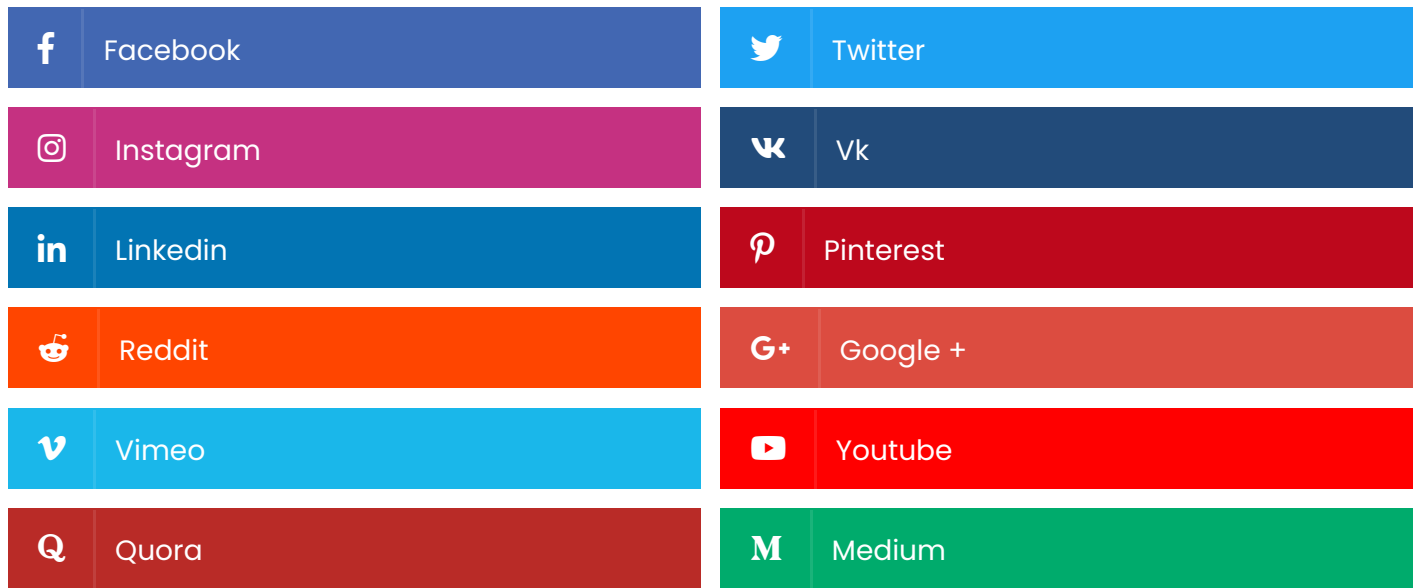 Facebook
Twitter
Instagram
Vk
Linkedin
Pinterest
Reddit
Google +
Vimeo
Youtube
Quora
Medium